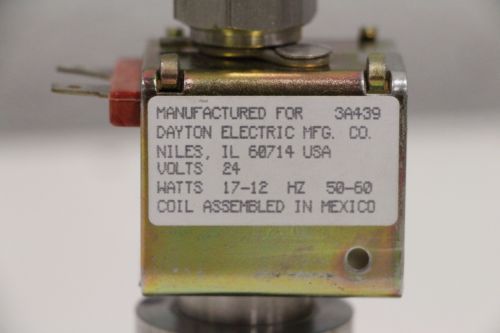 MANUFACTURED FOR 3A439
DAYTON ELECTRIC MFG. CO.
NILES, IL 60714 USA
VOLTS 24
WATTS 17-12 HZ 50-60
COIL ASSEMBLED IN MEXICO